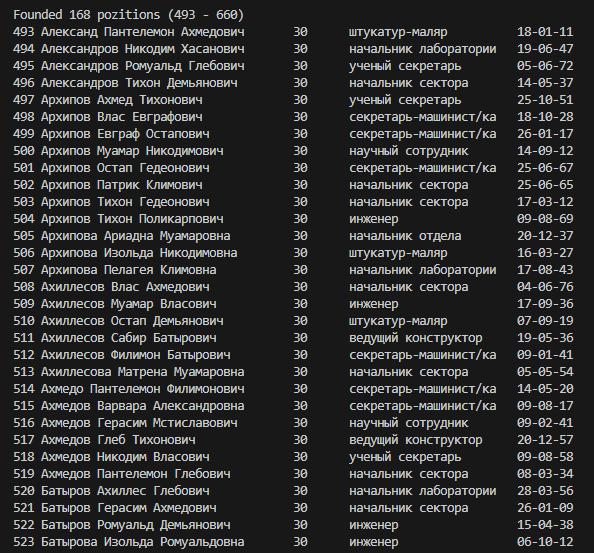 Founded 168 pozitions (493 - 660)
493 Александ Пантелемон Ахмедович 30 штукатур-маляр 18-01-11
494 Александров Никодим Хасанович 30 начальник лаборатории 19-06-47
495 Александров Ромуальд Глебович 30 ученый секретарь 05-06-72
496 Александров Тихон Демьянович 30 начальник сектора 14-05-37
497 Архипов Ахмед Тихонович 30 ученый секретарь 25-10-51
498 Архипов Влас Евграфович 30 секретарь-машинист/ка 18-10-28
499 Архипов Евграф Остапович 30 секретарь-машинист/ка 26-01-17
500 Архипов Муамар Никодимович 30 научный сотрудник 14-09-12
501 Архипов Остап Гедеонович 30 секретарь-машинист/ка 25-06-67
502 Архипов Патрик Климович 30 начальник сектора 25-06-65
503 Архипов Тихон Гедеонович 30 начальник сектора 17-03-12
504 Архипов Тихон Поликарпович 30 инженер 09-08-69
505 Архипова Ариадна Муамаровна 30 начальник отдела 20-12-37
506 Архипова Изольда Никодимовна 30 штукатур-маляр 16-03-27
507 Архипова Пелагея Климовна 30 начальник лаборатории 17-08-43
508 Ахиллесов Влас Ахмедович 30 начальник сектора 04-06-76
509 Ахиллесов Муамар Власович 30 инженер 17-09-36
510 Ахиллесов Остап Демьянович 30 штукатур-маляр 07-09-19
511 Ахиллесов Сабир Батырович 30 ведущий конструктор 19-05-36
512 Ахиллесов Филимон Батырович 30 секретарь-машинист/ка 09-01-41
513 Ахиллесова Матрена Муамаровна 30 начальник сектора 05-05-54
514 Ахмедо Пантелемон Филимонович 30 секретарь-машинист/ка 14-05-20
515 Ахмедов Варвара Александровна 30 секретарь-машинист/ка 09-08-17
516 Ахмедов Герасим Мстиславович 30 научный сотрудник 09-02-41
517 Ахмедов Глеб Тихонович 30 ведущий конструктор 20-12-57
518 Ахмедов Никодим Власович 30 ученый секретарь 09-08-58
519 Ахмедов Пантелемон Глебович 30 начальник сектора 08-03-34
520 Батыров Ахиллес Глебович 30 начальник лаборатории 28-03-56
521 Батыров Герасим Ахмедович 30 начальник сектора 26-01-09
522 Батыров Ромуальд Демьянович 30 инженер 15-04-38
523 Батырова Изольда Ромуальдовна 30 инженер 06-10-12